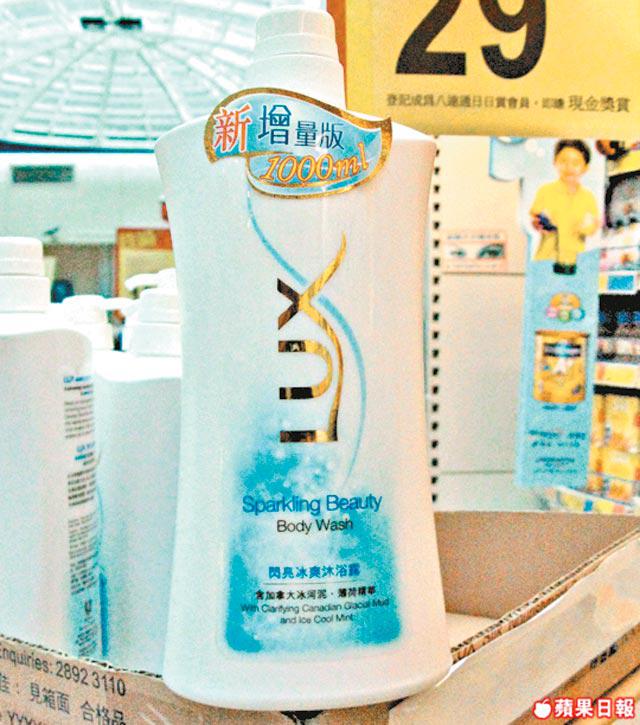 29
登記成為八達通日日賞會員，即賺 現金獎賞
新增量版
1000ml
LUX
Sparkling Beauty
Body Wash
閃亮冰爽沐浴露
含加拿大冰河泥、薄荷精華
With Clarifying Canadian Glacial Mud
and Ice Cool Mint
Enquiries: 2892 3110
見箱面 合格品
蘋果日報